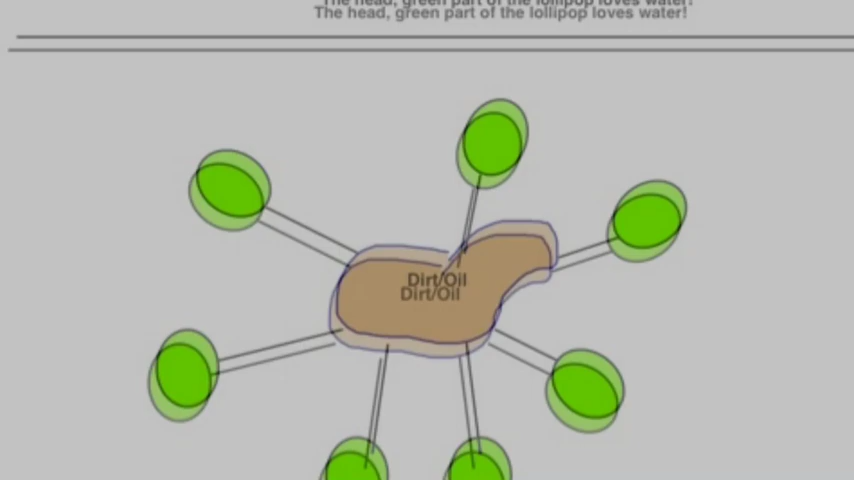 The head, green part of the lollipop loves water!
The head, green part of the lollipop loves water!
Dirt/Oil
Dirt/Oil